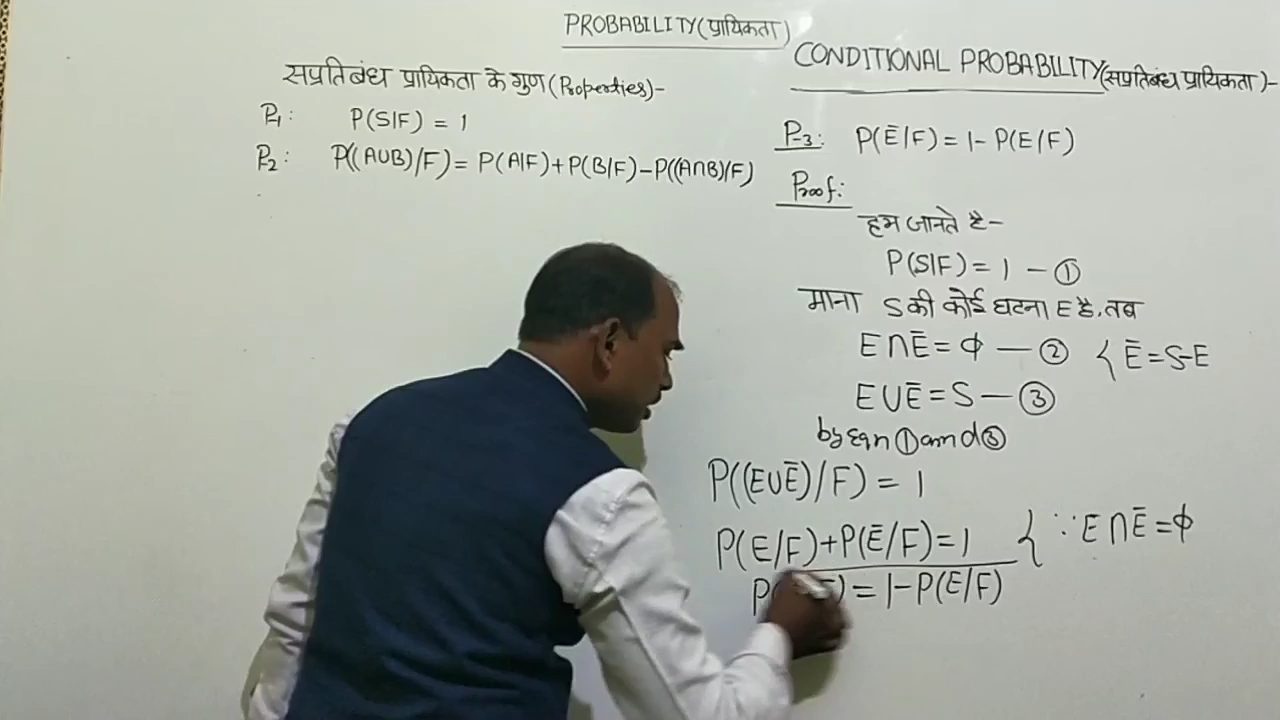 PROBABILITY(प्रायिकता)
CONDITIONAL PROBABILITY(सप्रतिबंध प्रायिकता)-
सप्रतिबंध प्रायिकता के गुण(Properties)-
P1: P(S|F) = 1
P2: P((A∪B)/F)= P(A|F)+P(B/F)-P((A∩B)/F)
P-3: P(Ē/F)=1- P(E/F)
Proof:
हम जानते है-
P(S|F)= 1 - ①
माना S की कोई घटना E है, तब
E∩Ē= ϕ — ② { Ē=S-E
E∪Ē= S — ③
by eqn ① and ③
P((E∪Ē)/F) = 1
P(E/F)+P(Ē/F)=1 { ∵ E∩Ē=ϕ
P( )=1-P(E/F)